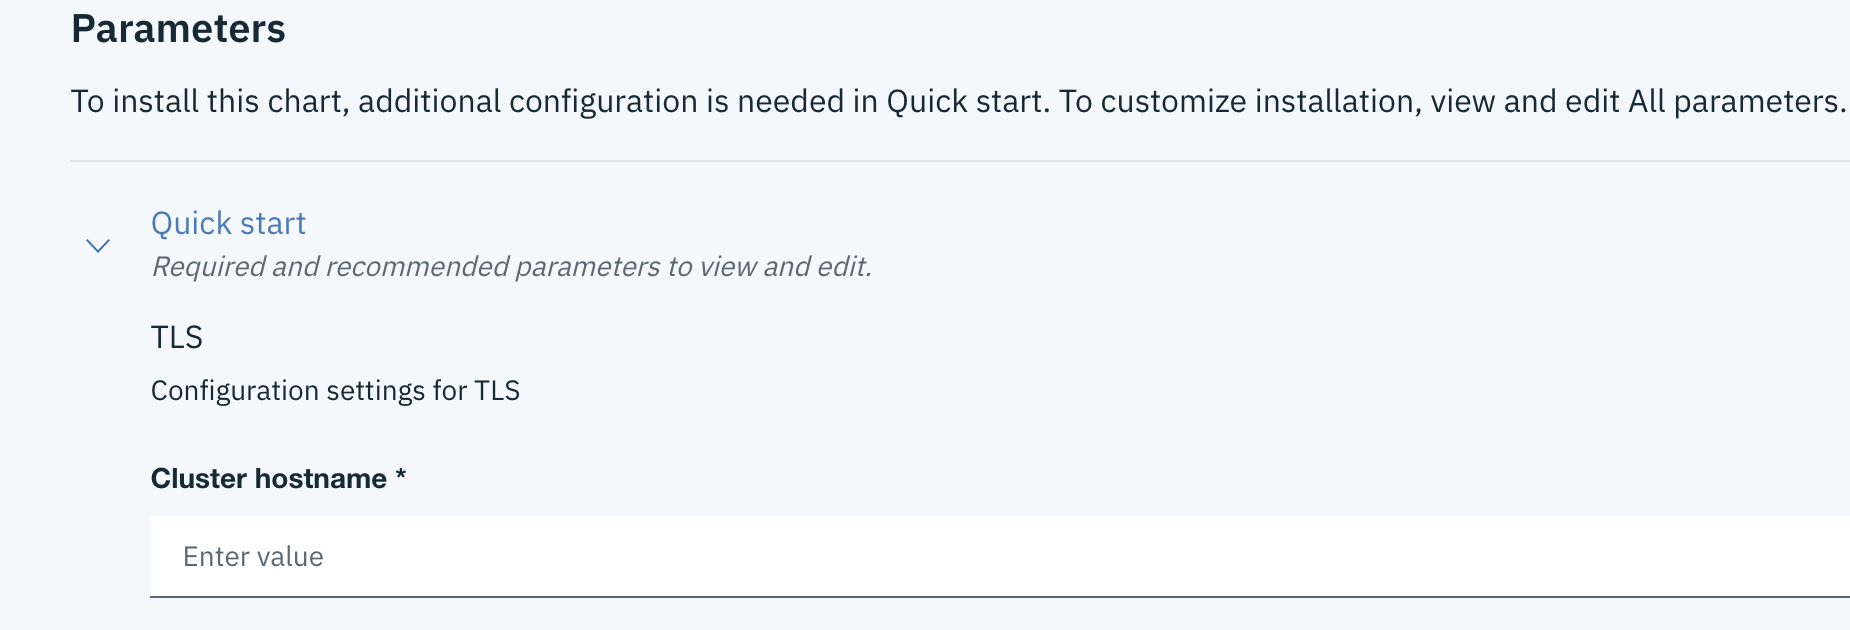 Parameters
To install this chart, additional configuration is needed in Quick start. To customize installation, view and edit All parameters.
Quick start
Required and recommended parameters to view and edit.
TLS
Configuration settings for TLS
Cluster hostname *
Enter value